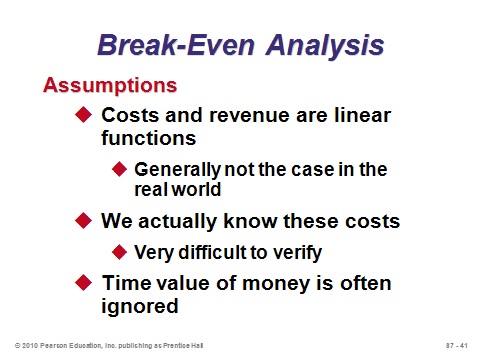 Break-Even Analysis
Assumptions
Costs and revenue are linear
functions
Generally not the case in the
real world
We actually know these costs
Very difficult to verify
Time value of money is often
ignored
© 2010 Pearson Education, Inc. publishing as Prentice Hall
S7 - 41